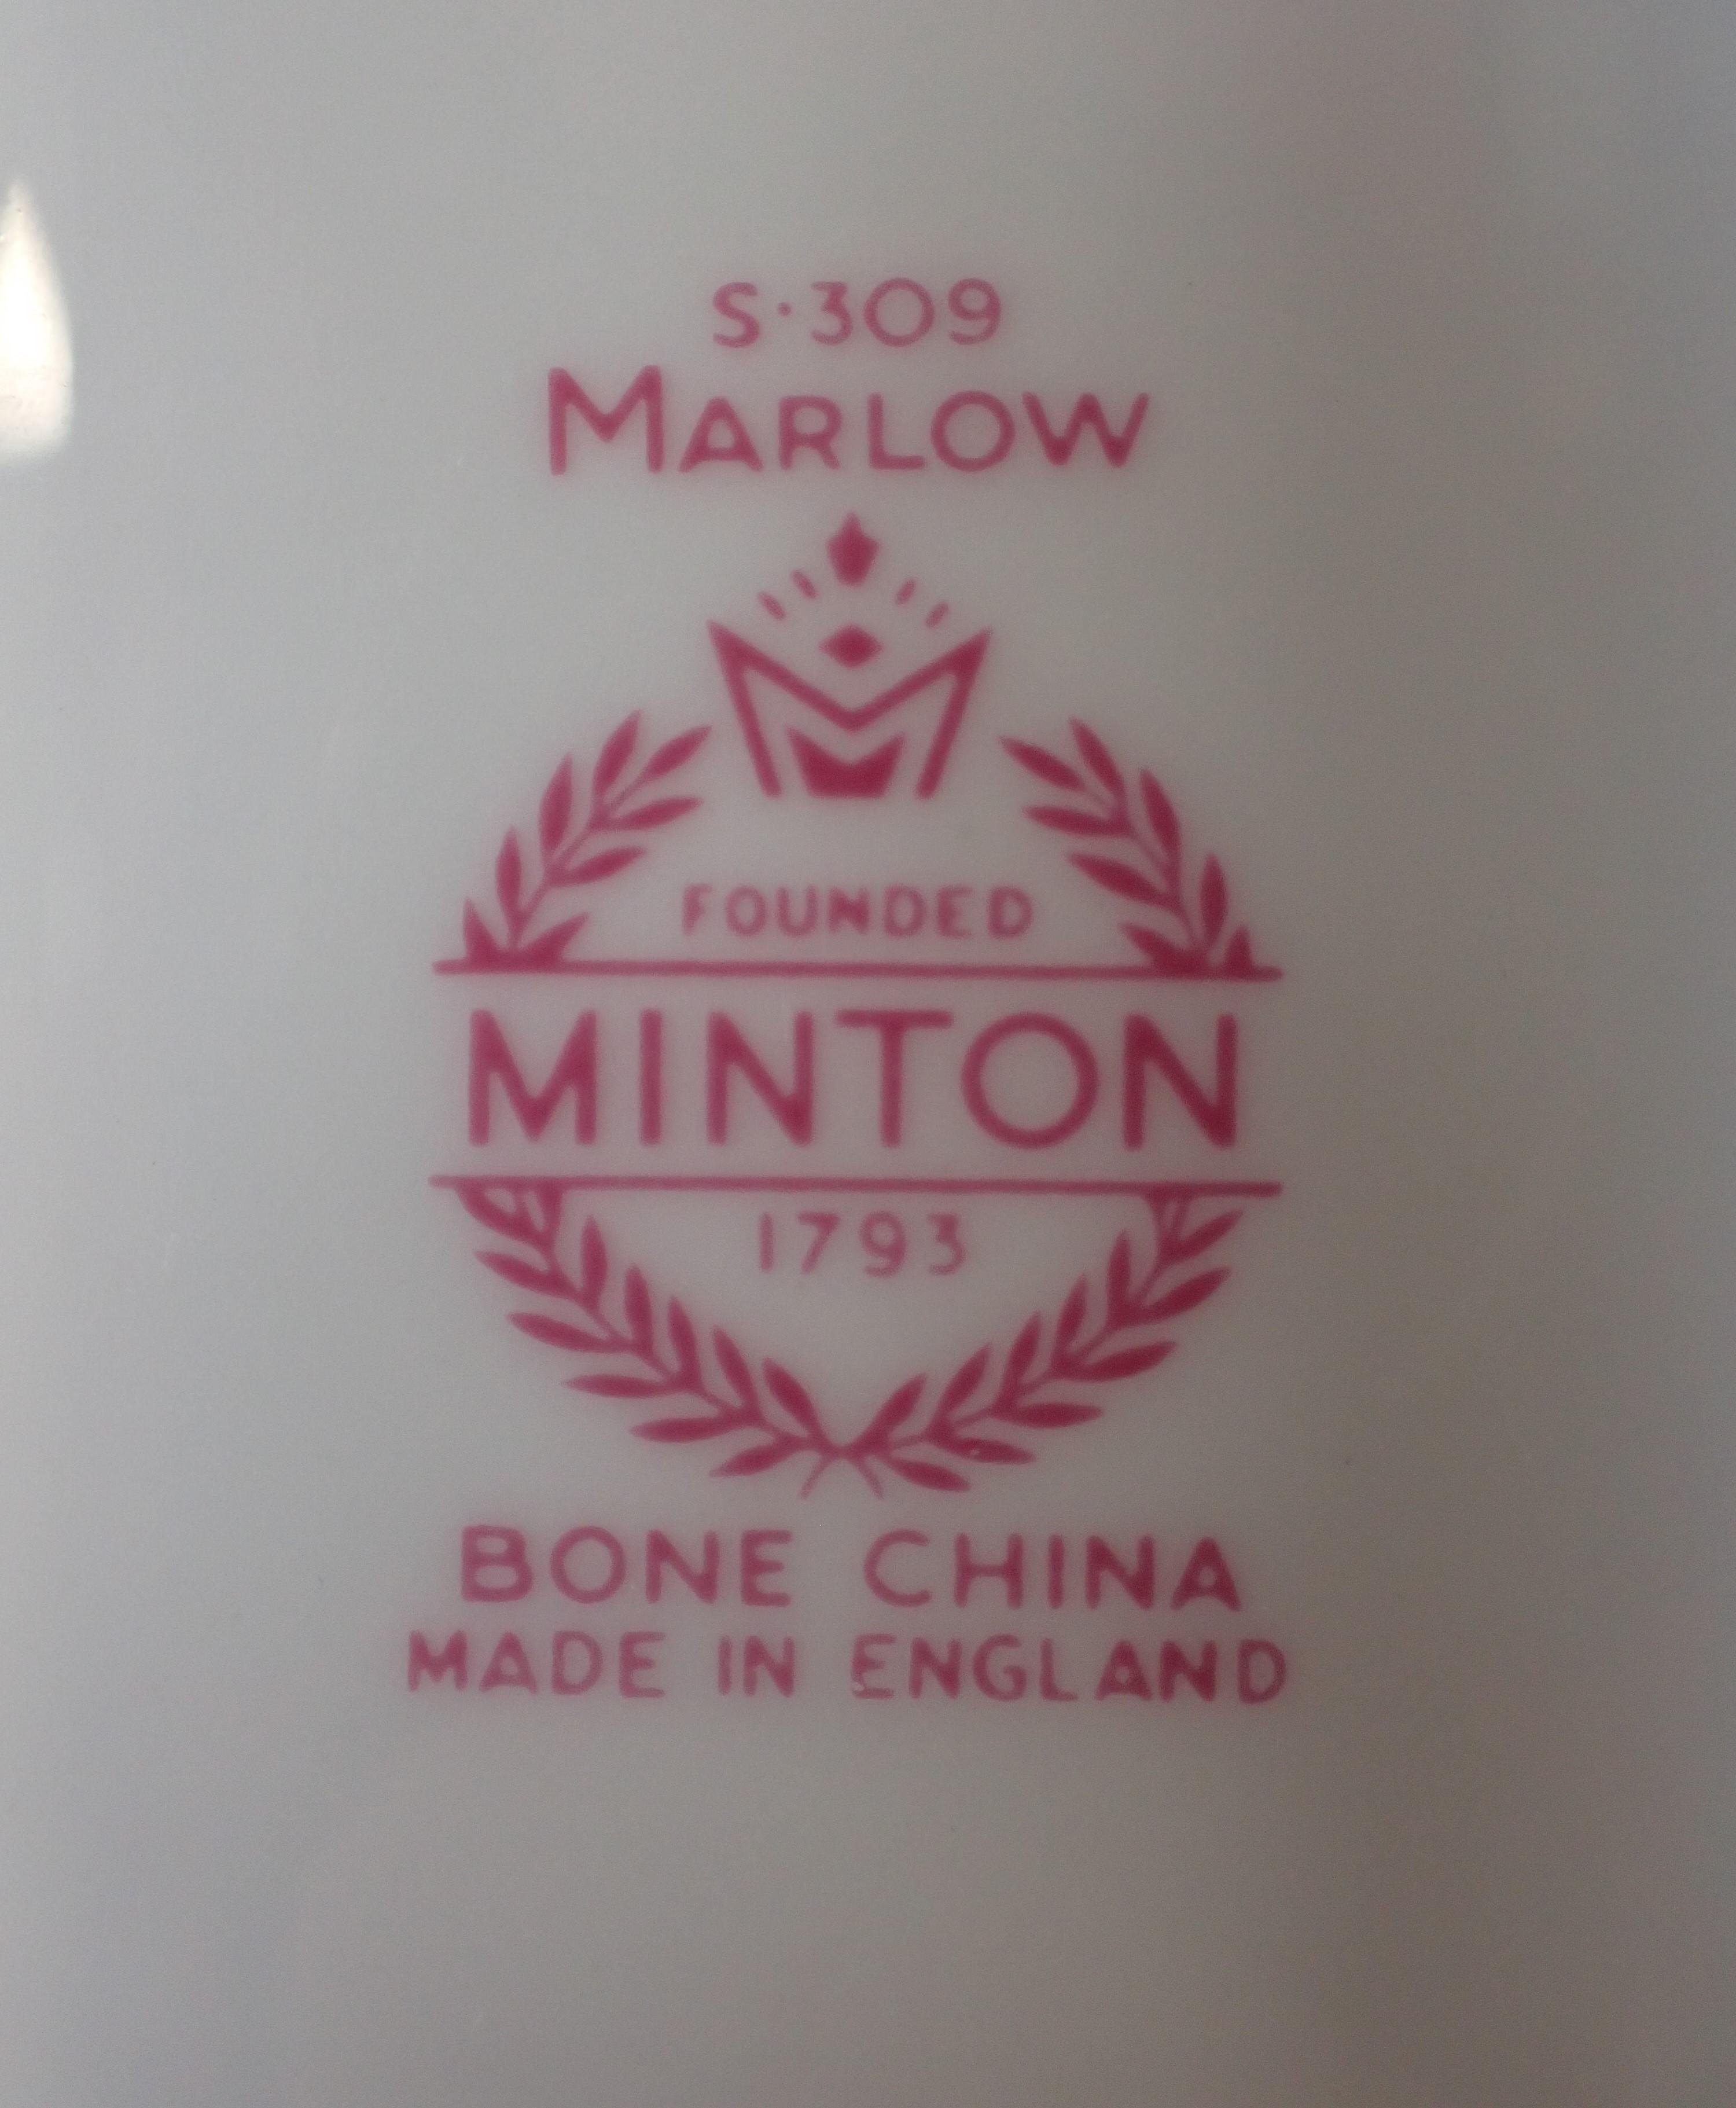 S·309
MARLOW
FOUNDED
MINTON
1793
BONE CHINA
MADE IN ENGLAND